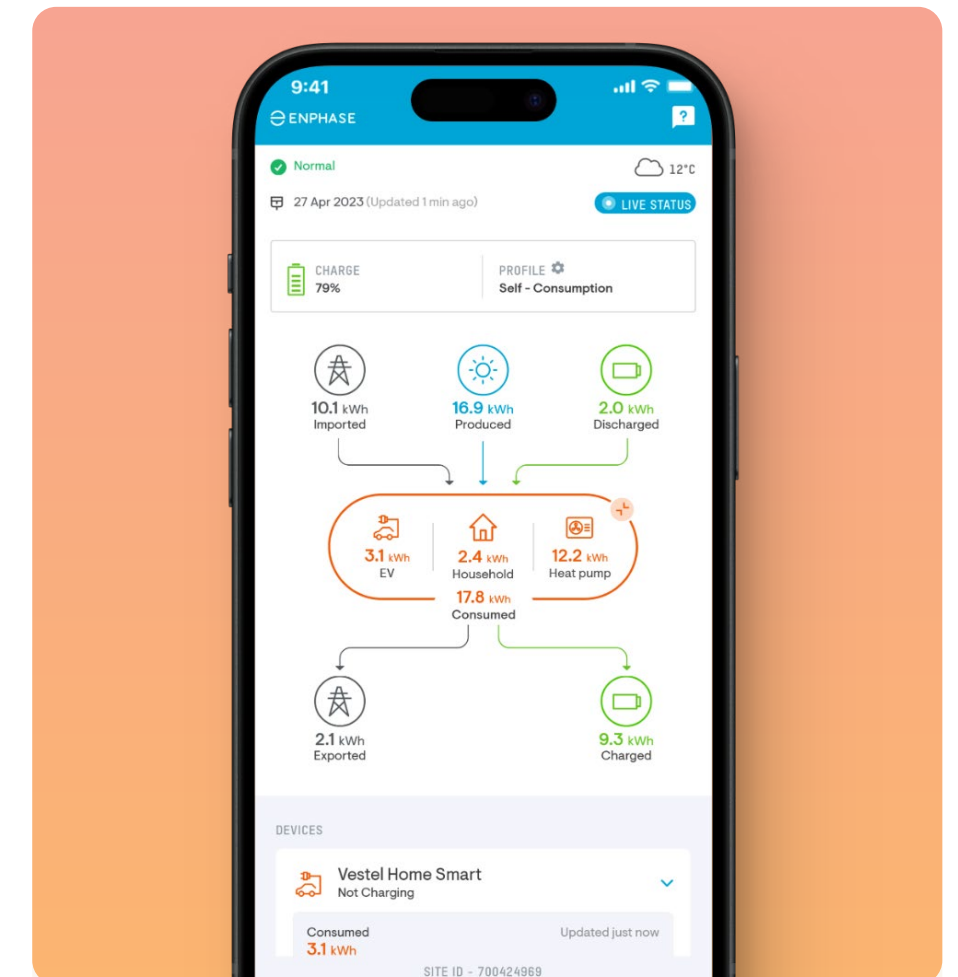 9:41
ENPHASE
?
Normal
12°C
27 Apr 2023 (Updated 1 min ago)
LIVE STATUS
CHARGE
79%
PROFILE
Self - Consumption
10.1 kWh
Imported
16.9 kWh
Produced
2.0 kWh
Discharged
3.1 kWh
EV
2.4 kWh
Household
12.2 kWh
Heat pump
17.8 kWh
Consumed
2.1 kWh
Exported
9.3 kWh
Charged
DEVICES
Vestel Home Smart
Not Charging
Consumed
Updated just now
3.1 kWh
SITE ID - 700424969